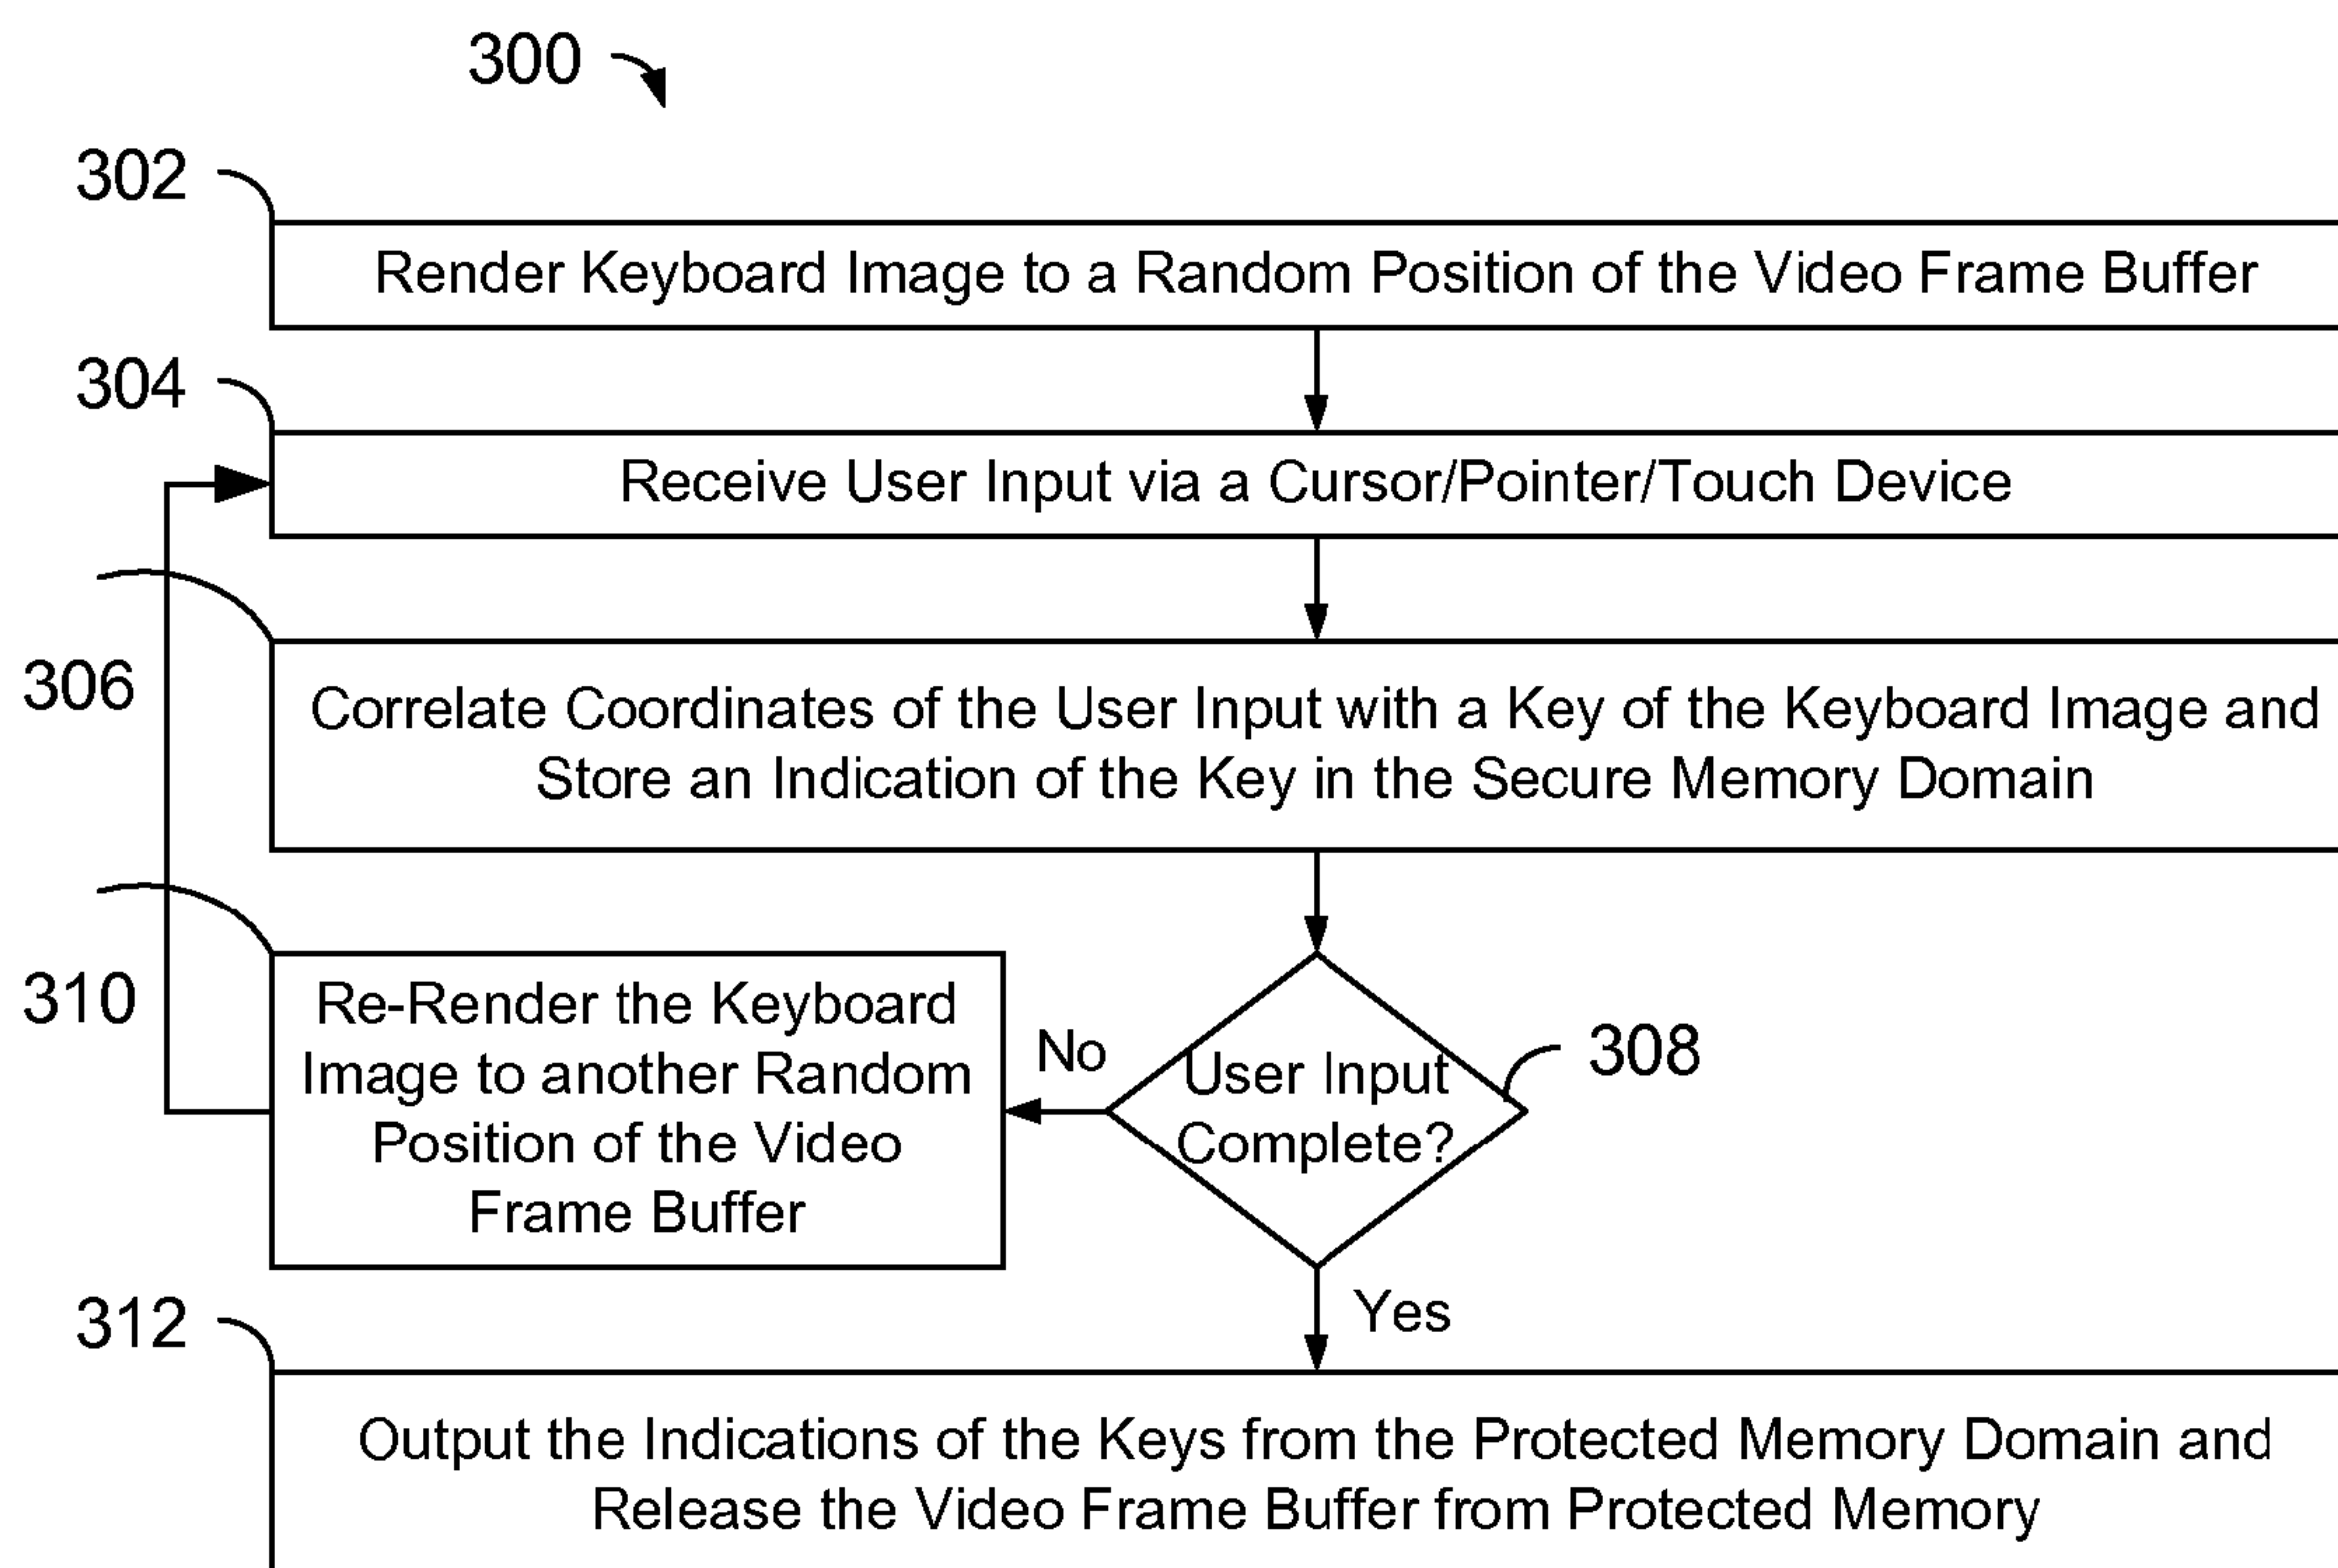 300
302
Render Keyboard Image to a Random Position of the Video Frame Buffer
304
Receive User Input via a Cursor/Pointer/Touch Device
306
Correlate Coordinates of the User Input with a Key of the Keyboard Image and
Store an Indication of the Key in the Secure Memory Domain
310
Re-Render the Keyboard
Image to another Random
Position of the Video
Frame Buffer
No
User Input
Complete?
308
Yes
312
Output the Indications of the Keys from the Protected Memory Domain and
Release the Video Frame Buffer from Protected Memory